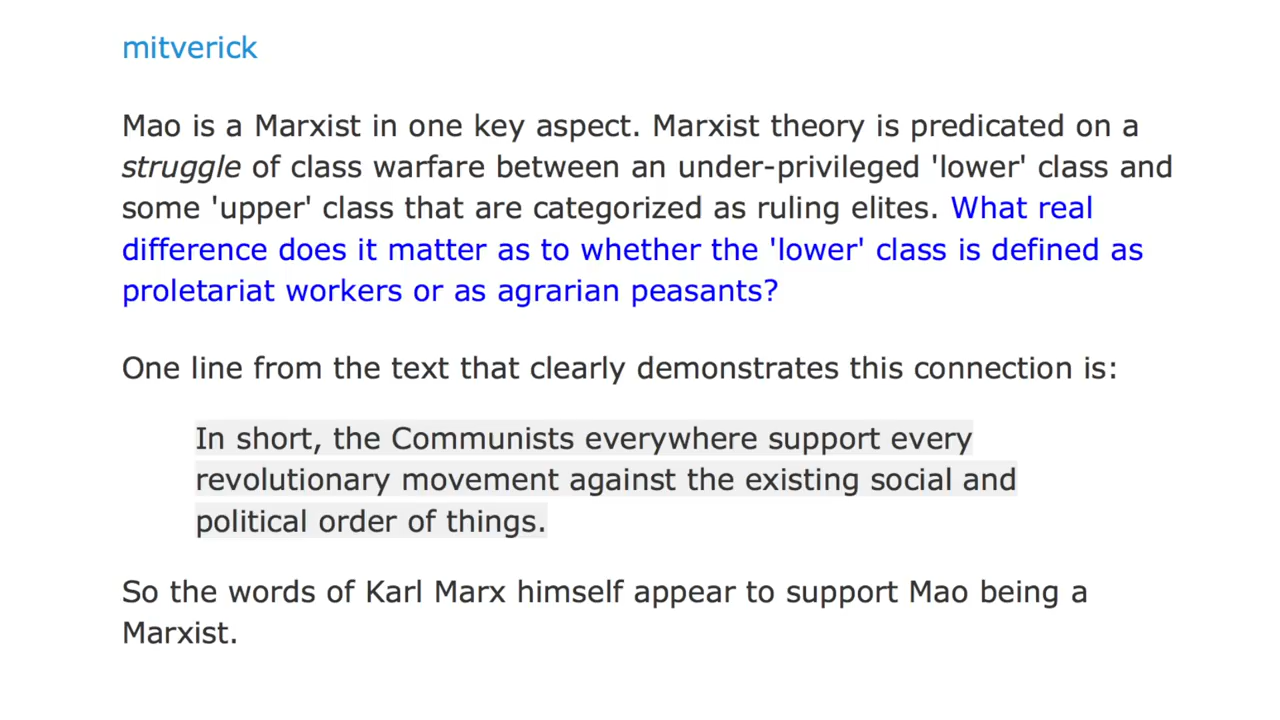 mitverick
Mao is a Marxist in one key aspect. Marxist theory is predicated on a
struggle of class warfare between an under-privileged 'lower' class and
some 'upper' class that are categorized as ruling elites. What real
difference does it matter as to whether the 'lower' class is defined as
proletariat workers or as agrarian peasants?
One line from the text that clearly demonstrates this connection is:
In short, the Communists everywhere support every
revolutionary movement against the existing social and
political order of things.
So the words of Karl Marx himself appear to support Mao being a
Marxist.